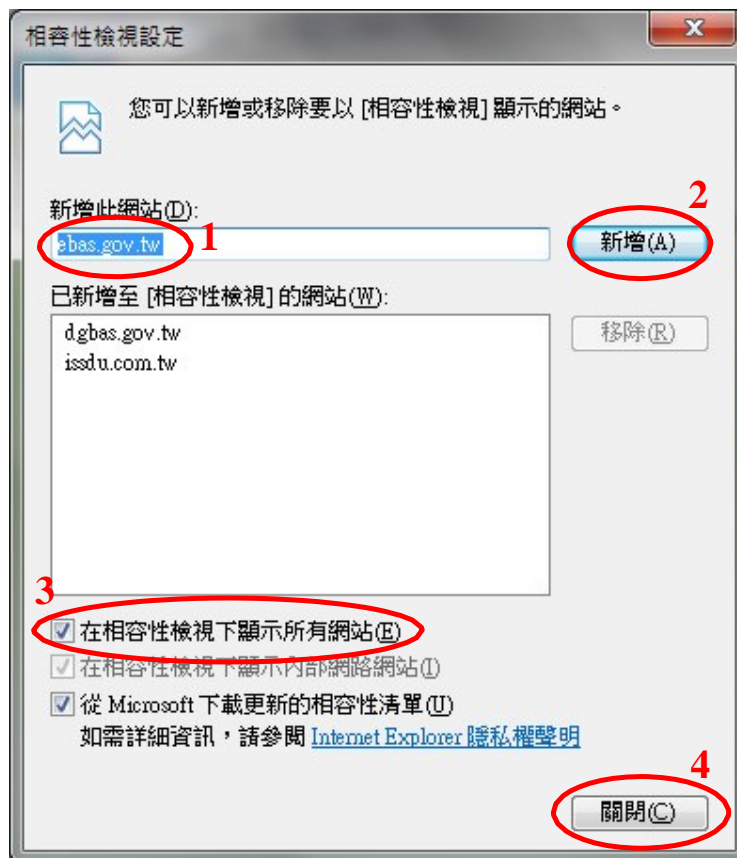 相容性檢視設定
您可以新增或移除要以 [相容性檢視] 顯示的網站。
新增此網站(D):
2
ebas.gov.tw
1
新增(A)
已新增至 [相容性檢視] 的網站(W):
dgbas.gov.tw
移除(R)
issdu.com.tw
3
在相容性檢視下顯示所有網站(E)
在相容性檢視下顯示內部網路網站(I)
從 Microsoft 下載更新的相容性清單(U)
如需詳細資訊，請參閱 Internet Explorer 隱私權聲明
4
關閉(C)